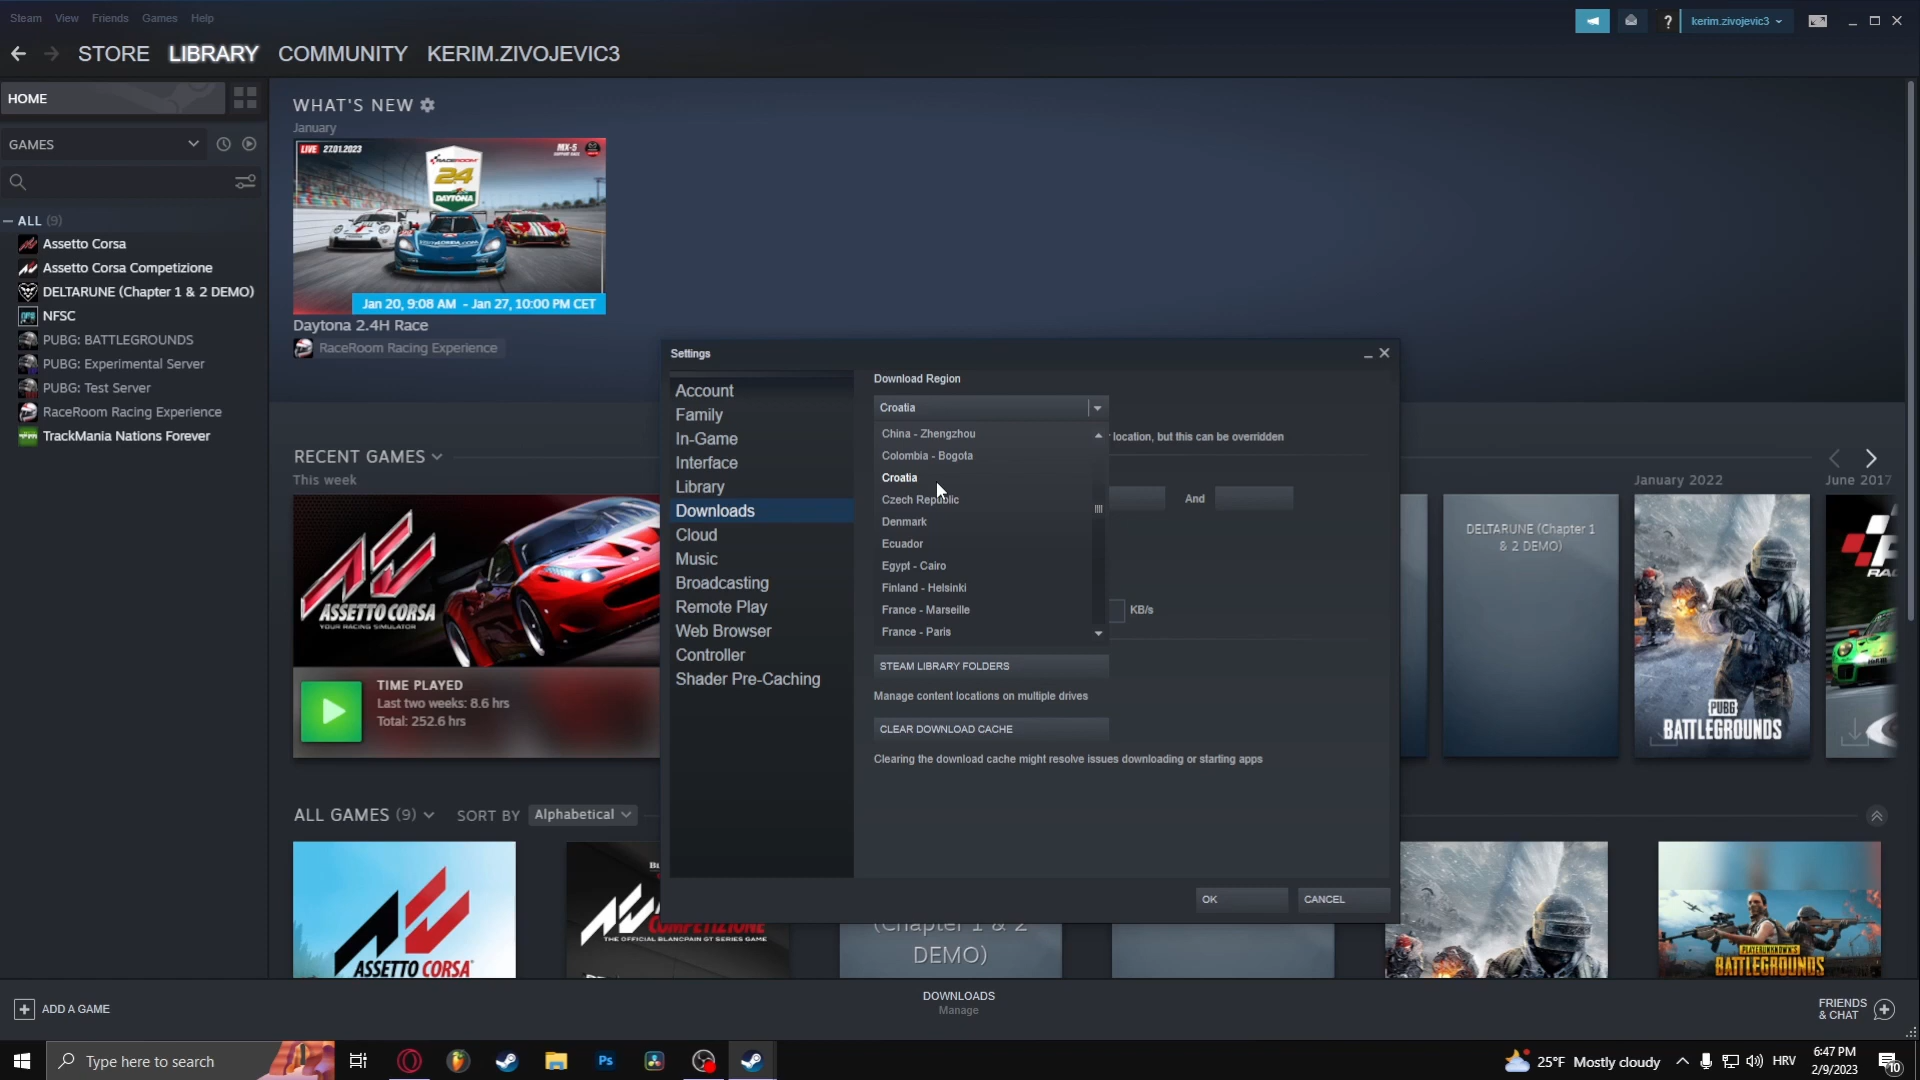 Steam View Friends Games Help
kerim.zivojevic3
STORE LIBRARY COMMUNITY KERIM.ZIVOJEVIC3
HOME
GAMES
ALL (9)
Assetto Corsa
Assetto Corsa Competizione
DELTARUNE (Chapter 1 & 2 DEMO)
NFSC
PUBG: BATTLEGROUNDS
PUBG: Experimental Server
PUBG: Test Server
RaceRoom Racing Experience
TrackMania Nations Forever
WHAT'S NEW
January
LIVE 27.01.2023
RACEROOM
24
DAYTONA
MX-5
Jan 20, 9:08 AM - Jan 27, 10:00 PM CET
Daytona 2.4H Race
RaceRoom Racing Experience
RECENT GAMES
This week
ASSETTO CORSA
YOUR RACING SIMULATOR
TIME PLAYED
Last two weeks: 8.6 hrs
Total: 252.6 hrs
Settings
Account
Family
In-Game
Interface
Library
Downloads
Cloud
Music
Broadcasting
Remote Play
Web Browser
Controller
Shader Pre-Caching
Download Region
Croatia
China - Zhengzhou
Colombia - Bogota
Croatia
Czech Republic
Denmark
Ecuador
Egypt - Cairo
Finland - Helsinki
France - Marseille
France - Paris
location, but this can be overridden
And
KB/s
STEAM LIBRARY FOLDERS
Manage content locations on multiple drives
CLEAR DOWNLOAD CACHE
Clearing the download cache might resolve issues downloading or starting apps
OK CANCEL
January 2022
June 2017
DELTARUNE (Chapter 1
& 2 DEMO)
PUBG
BATTLEGROUNDS
RAC
ALL GAMES (9) SORT BY Alphabetical
ASSETTO CORSA
COMPETIZIONE
THE OFFICIAL BLANCPAIN GT SERIES GAME
(Chapter 1 & 2
DEMO)
PLAYERUNKNOWN'S
BATTLEGROUNDS
ADD A GAME
DOWNLOADS
Manage
FRIENDS
& CHAT
Type here to search
Ps
25°F Mostly cloudy
HRV
6:47 PM
2/9/2023
10